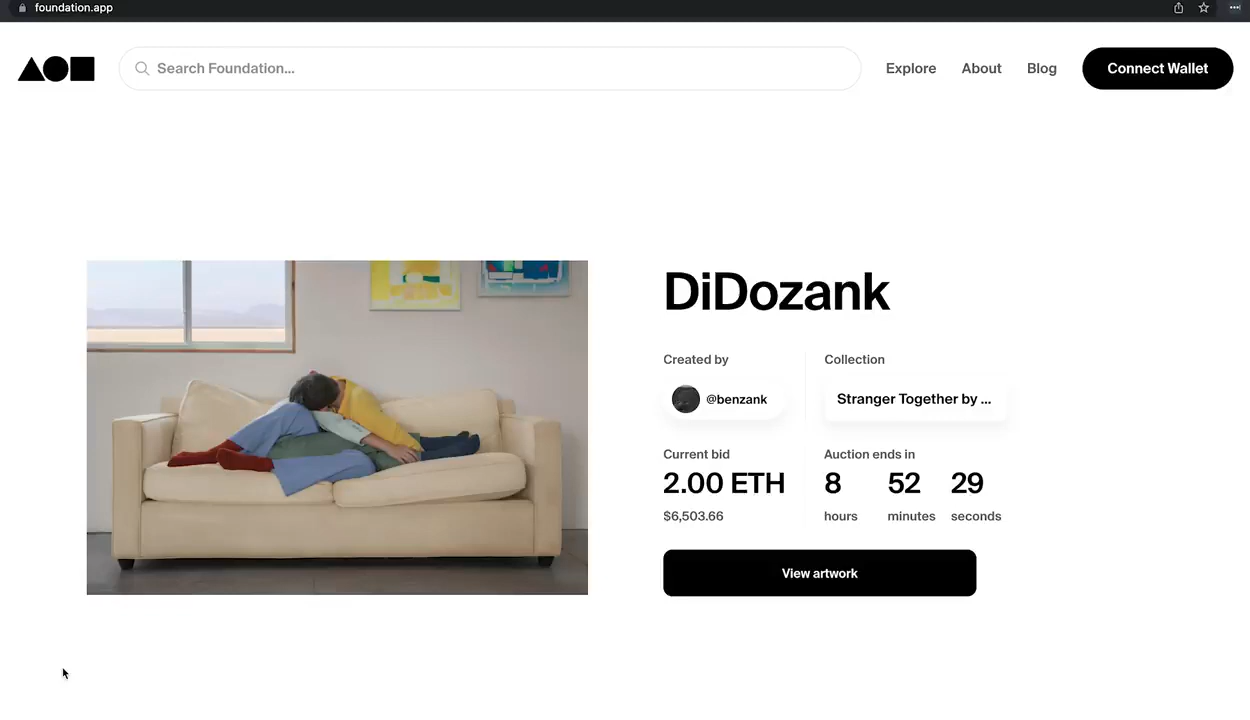 foundation.app
Search Foundation...
Explore
About
Blog
Connect Wallet
DiDozank
Created by
Collection
@benzank
Stranger Together by ...
Current bid
Auction ends in
2.00 ETH
8
52
29
$6,503.66
hours
minutes
seconds
View artwork